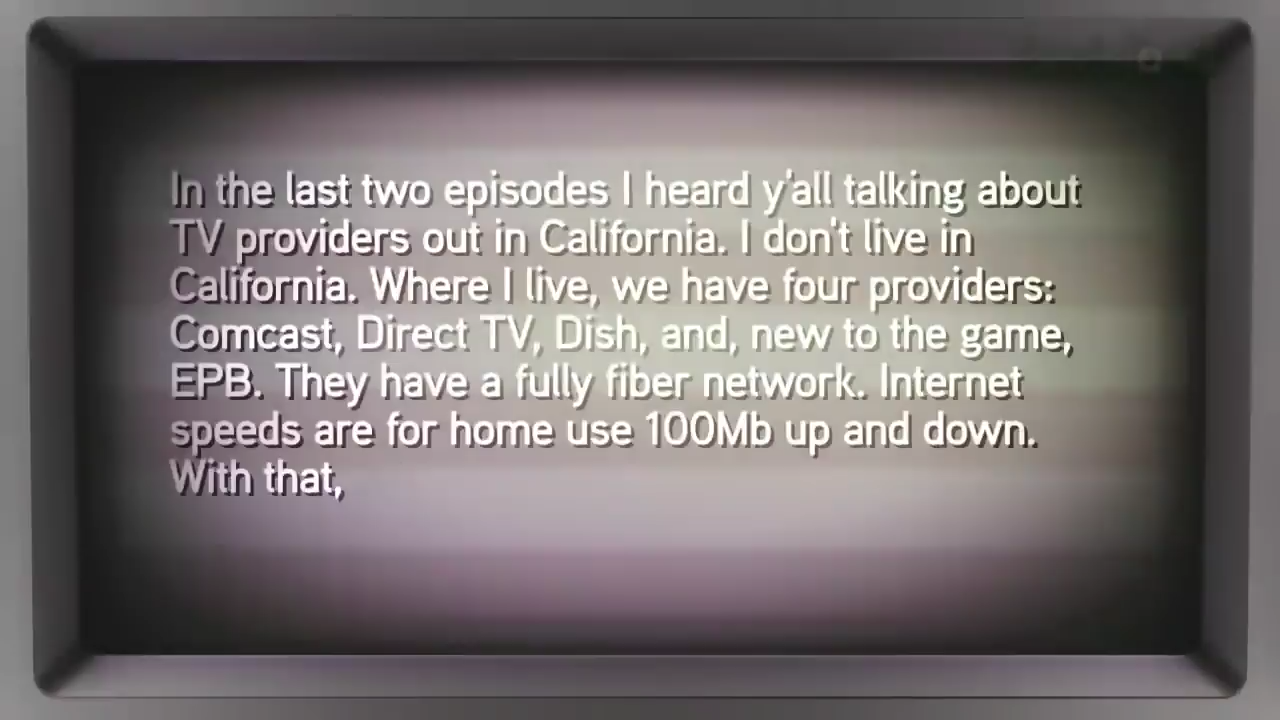 In the last two episodes I heard y'all talking about
TV providers out in California. I don't live in
California. Where I live, we have four providers:
Comcast, Direct TV, Dish, and, new to the game,
EPB. They have a fully fiber network. Internet
speeds are for home use 100Mb up and down.
With that,